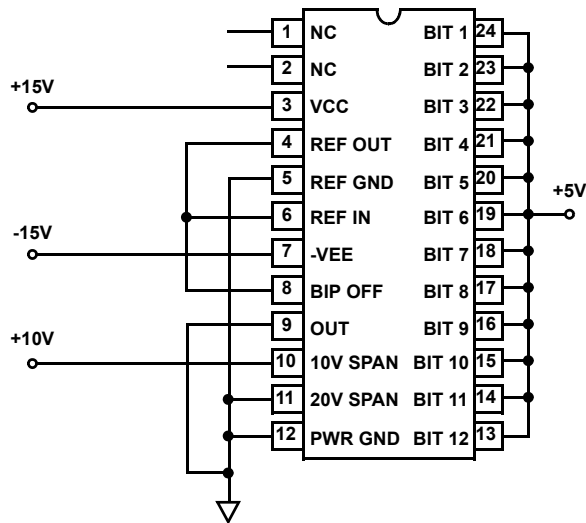 1 NC BIT 1 24
2 NC BIT 2 23
+15V
3 VCC BIT 3 22
4 REF OUT BIT 4 21
5 REF GND BIT 5 20
+5V
6 REF IN BIT 6 19
-15V
7 -VEE BIT 7 18
8 BIP OFF BIT 8 17
9 OUT BIT 9 16
+10V
10 10V SPAN BIT 10 15
11 20V SPAN BIT 11 14
12 PWR GND BIT 12 13